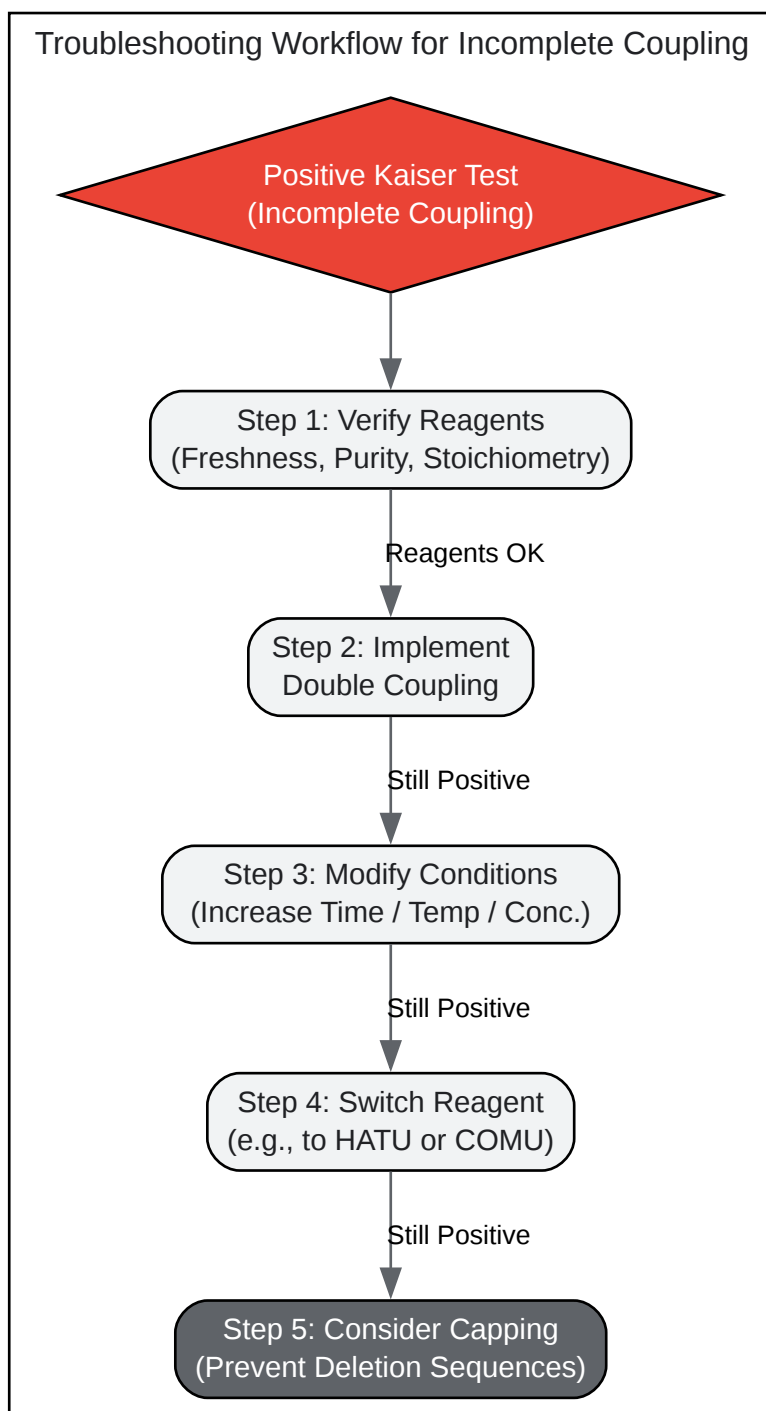 Troubleshooting Workflow for Incomplete Coupling
Positive Kaiser Test
(Incomplete Coupling)
Step 1: Verify Reagents
(Freshness, Purity, Stoichiometry)
Reagents OK
Step 2: Implement
Double Coupling
Still Positive
Step 3: Modify Conditions
(Increase Time / Temp / Conc.)
Still Positive
Step 4: Switch Reagent
(e.g., to HATU or COMU)
Still Positive
Step 5: Consider Capping
(Prevent Deletion Sequences)